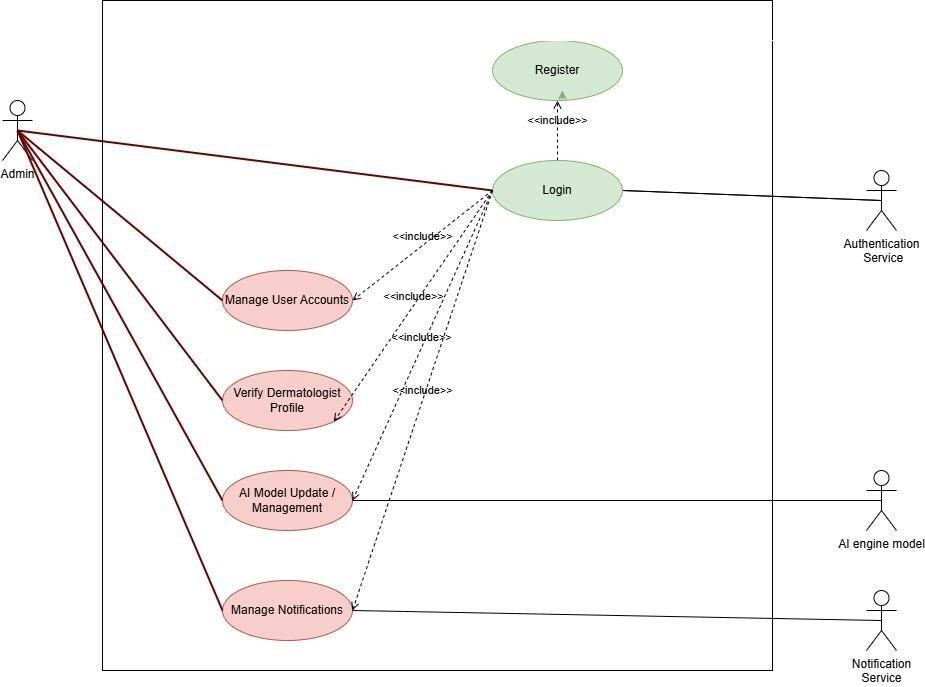 Register
<<include>>
Admin
Login
Authentication
Service
<<include>>
Manage User Accounts
<<include>>
<<include>>
Verify Dermatologist
Profile
<<include>>
AI Model Update /
Management
AI engine model
Manage Notifications
Notification
Service